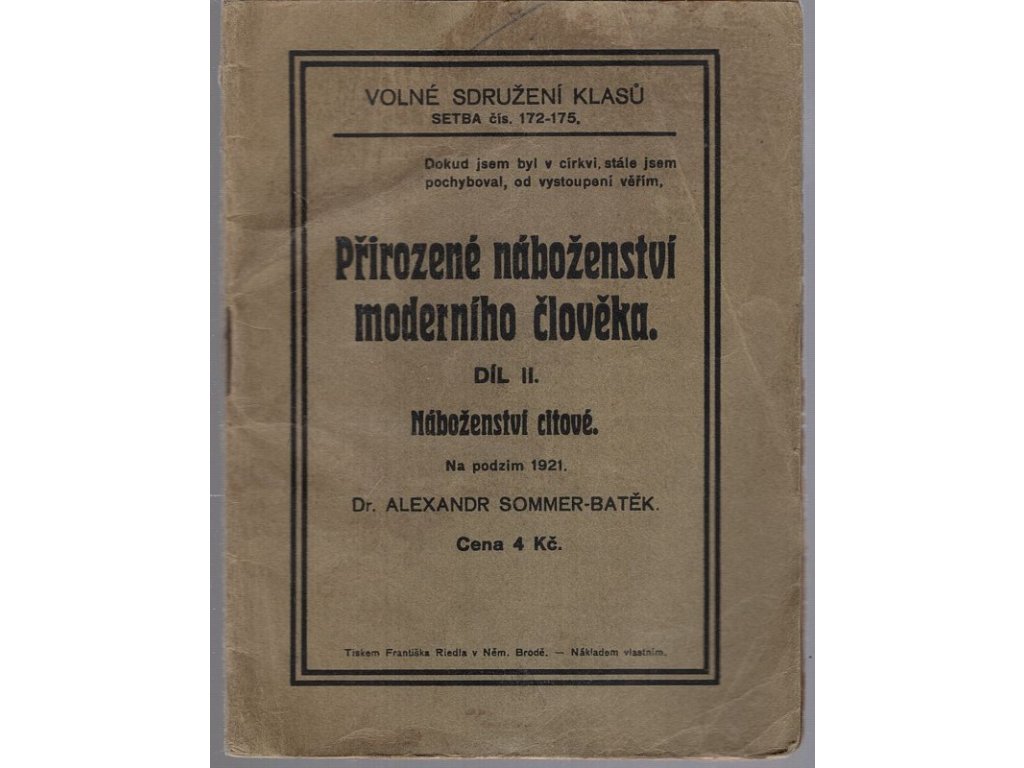 VOLNÉ SDRUŽENÍ KLASŮ
SETBA čís. 172-175.
Dokud jsem byl v církvi, stále jsem
pochyboval, od vystoupení věřím.
Přirozené náboženství
moderního člověka.
DÍL II.
Náboženství citové.
Na podzim 1921.
Dr. ALEXANDR SOMMER-BATĚK.
Cena 4 Kč.
Tiskem Františka Riedla v Něm. Brodě. — Nákladem vlastním.